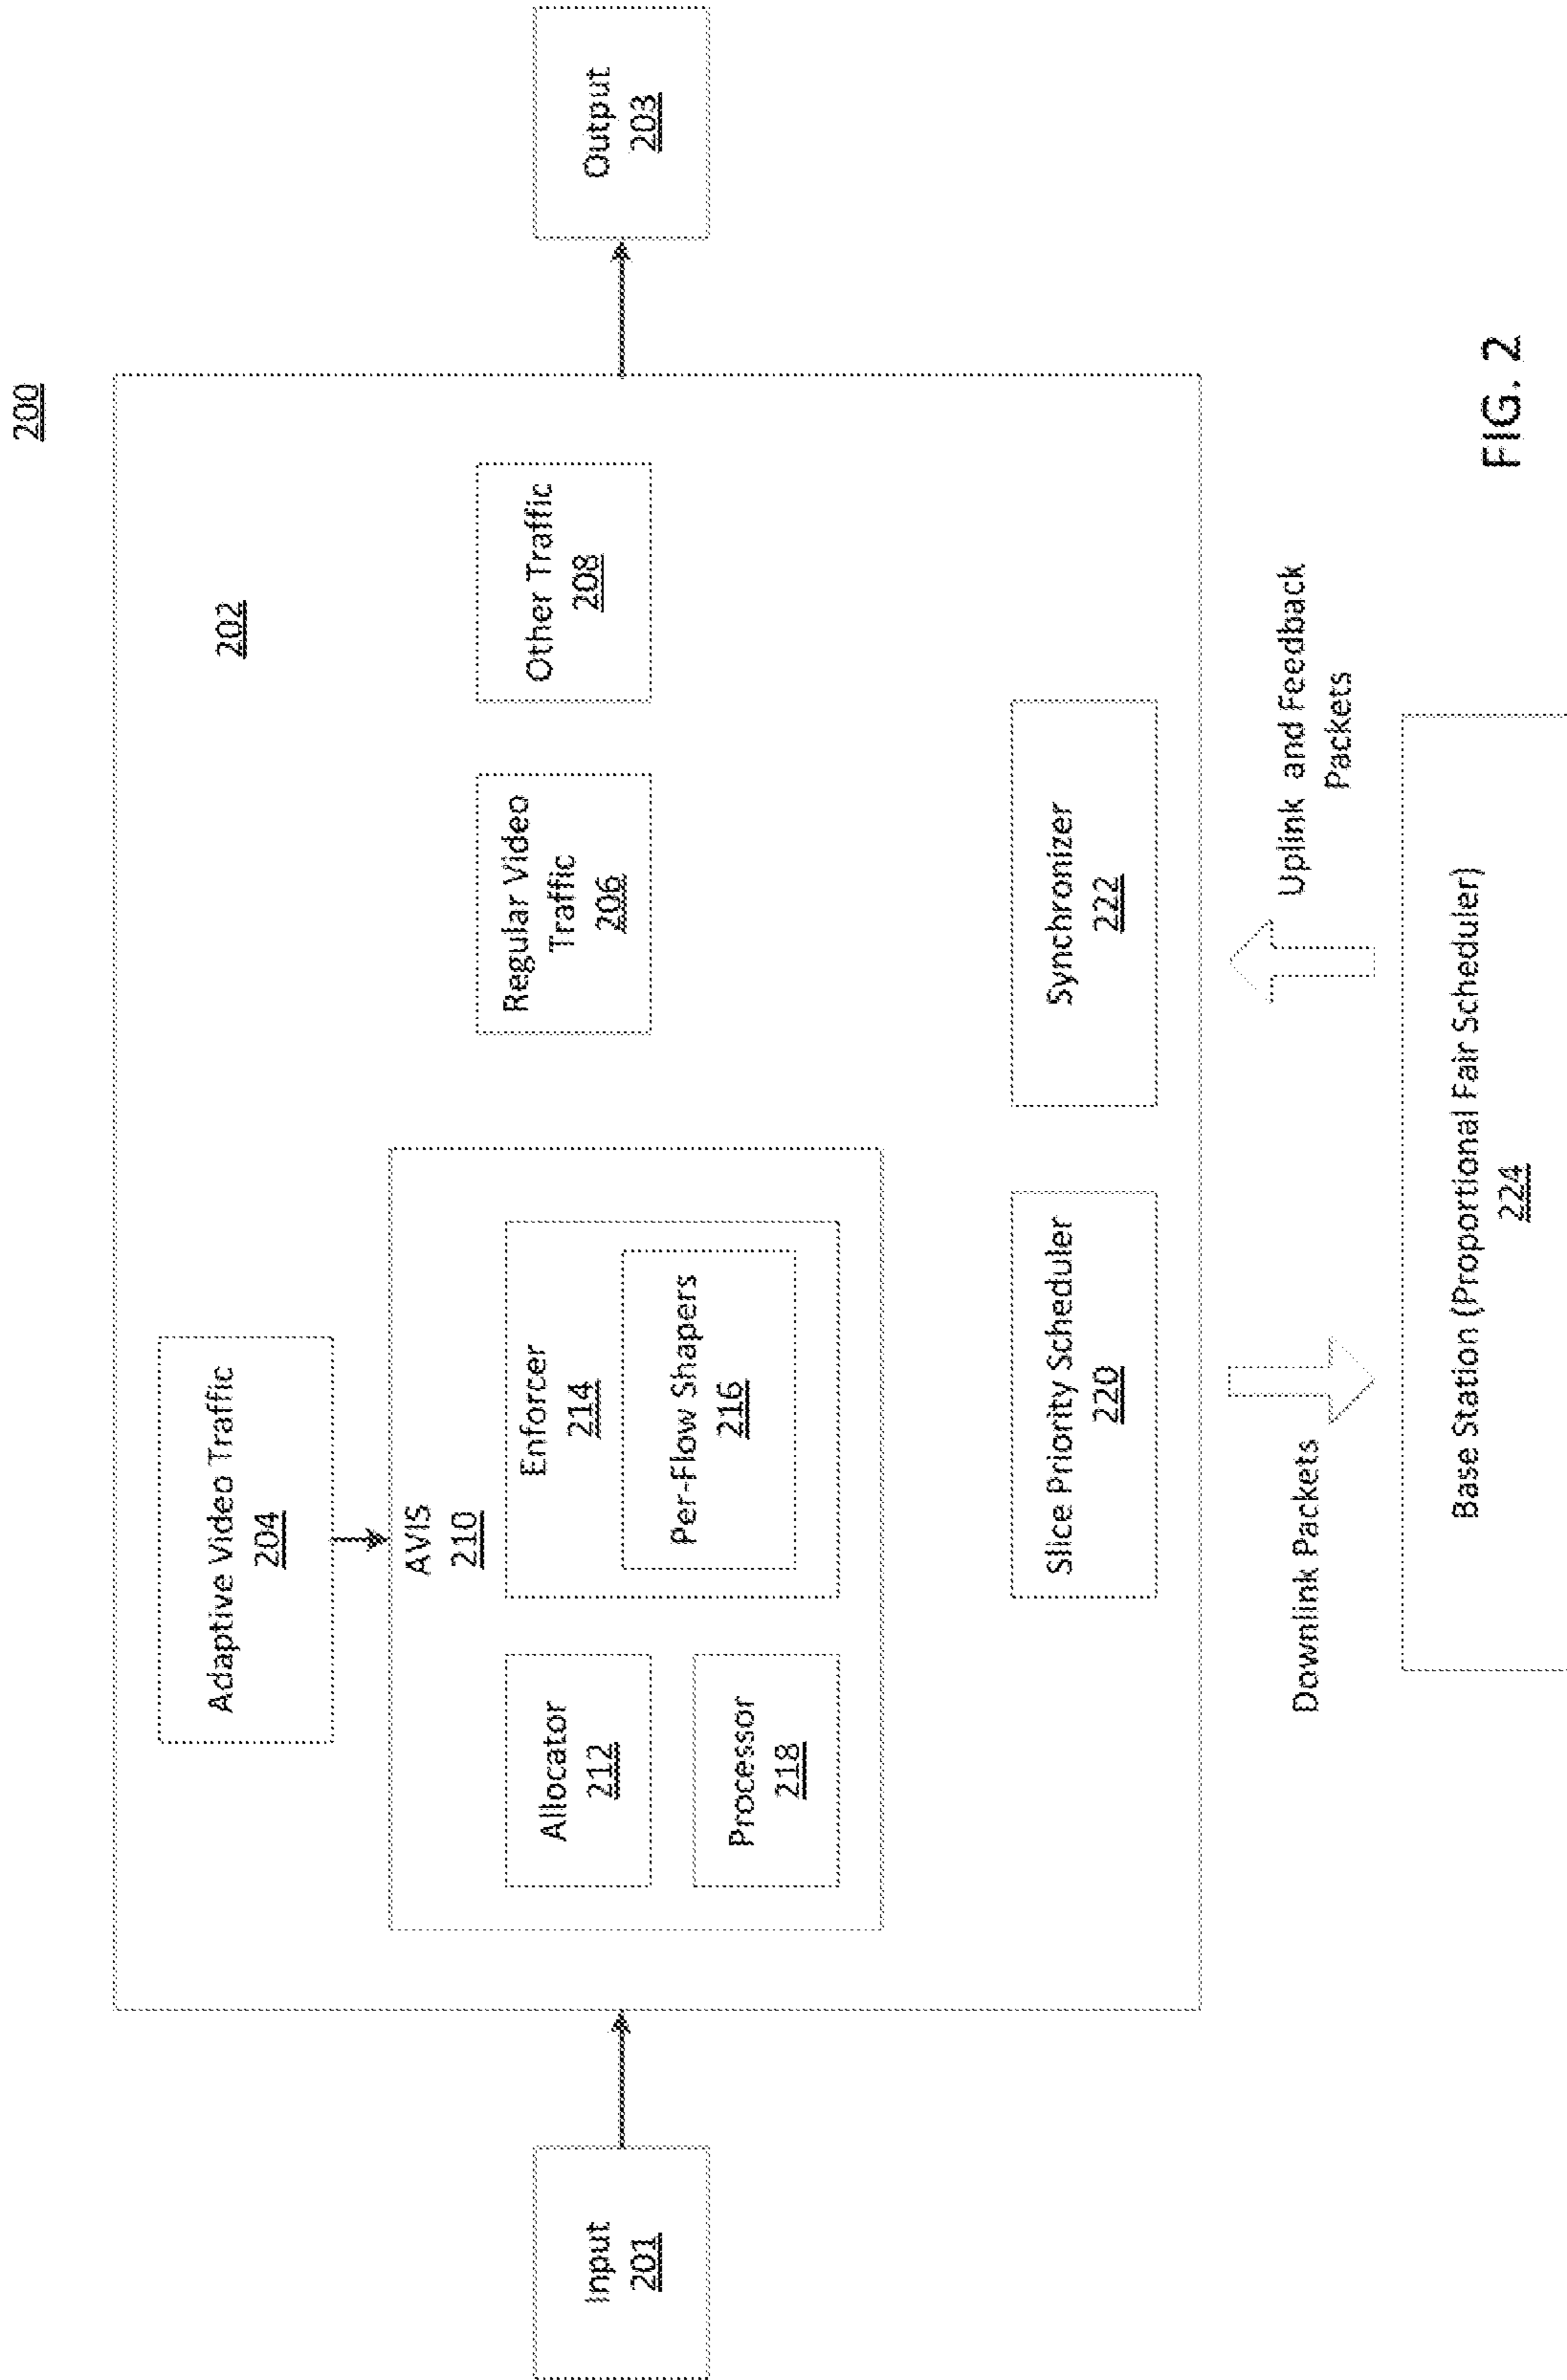 200
202
Adaptive Video Traffic
204
Input
201
AVIS
210
Allocator
212
Enforcer
214
Per-Flow Shapers
216
Processor
218
Regular Video
Traffic
206
Other Traffic
208
Output
203
Slice Priority Scheduler
220
Synchronizer
222
Downlink Packets
Uplink and Feedback
Packets
Base Station (Proportional Fair Scheduler)
224
FIG. 2